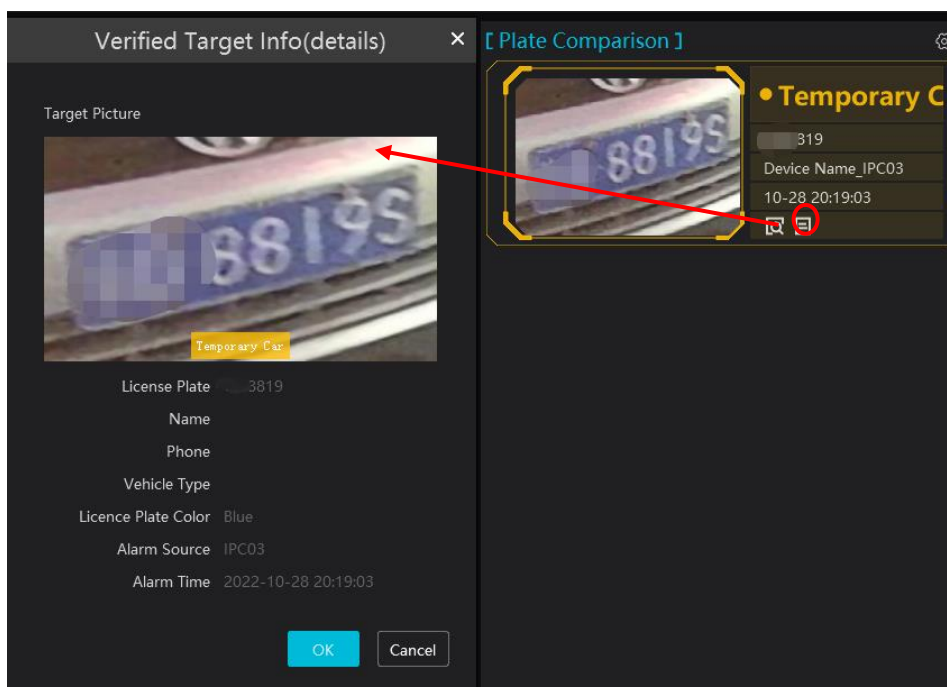 Verified Target Info(details)
Target Picture
88195
Temporary Car
License Plate 3819
Name
Phone
Vehicle Type
Licence Plate Color Blue
Alarm Source IPC03
Alarm Time 2022-10-28 20:19:03
OK Cancel
[ Plate Comparison ]
88195
Temporary C
319
Device Name_IPC03
10-28 20:19:03